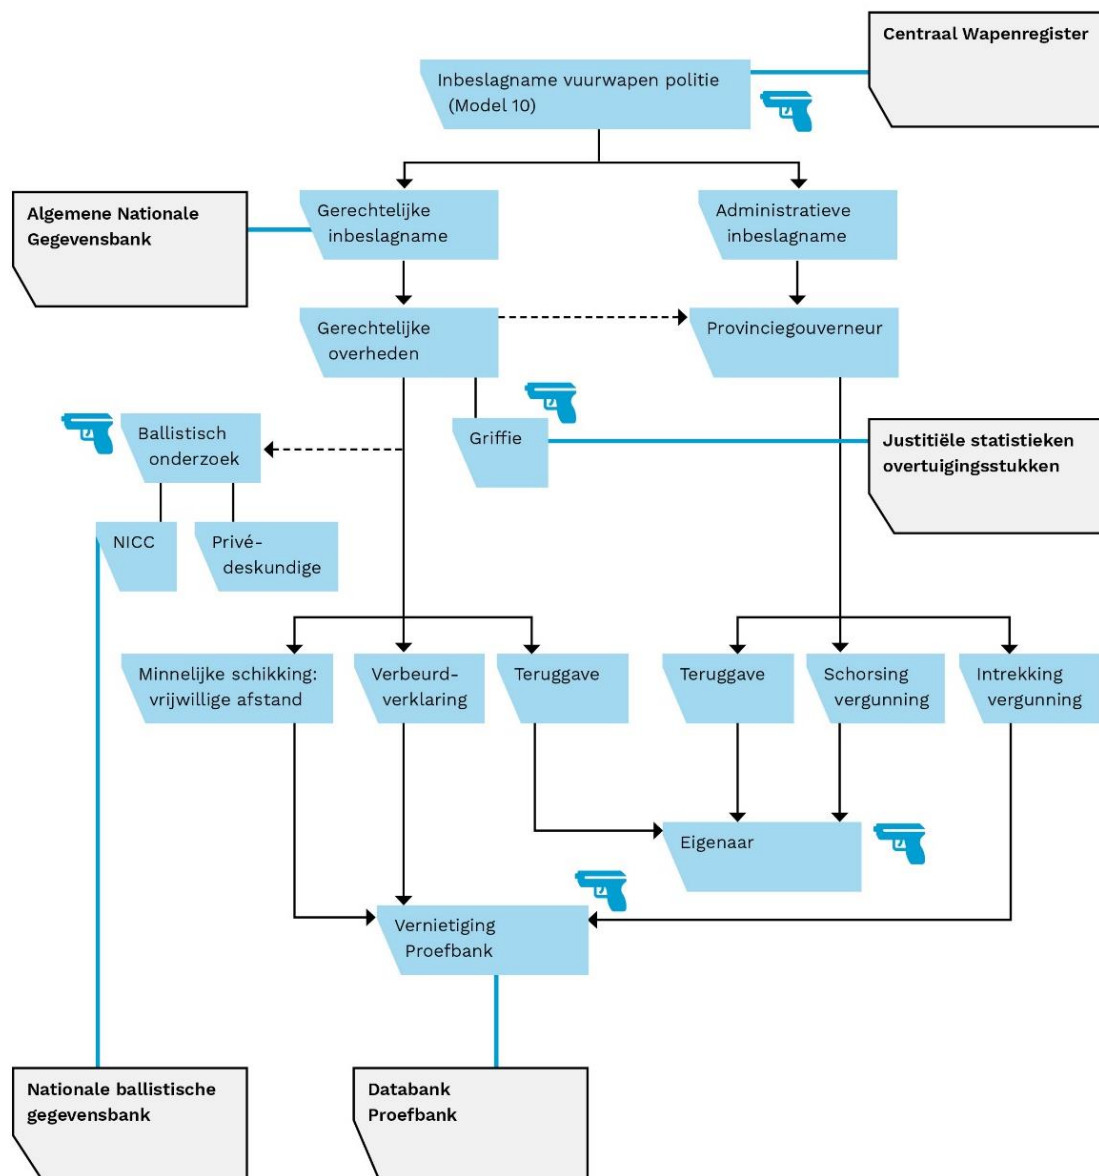 Centraal Wapenregister
Inbeslagname vuurwapen politie
(Model 10)
Algemene Nationale
Gegevensbank
Gerechtelijke
inbeslagname
Administratieve
inbeslagname
Gerechtelijke
overheden
Provinciegouverneur
Ballistisch
onderzoek
Griffie
Justitiële statistieken
overtuigingsstukken
NICC
Privé-
deskundige
Minnelijke schikking:
vrijwillige afstand
Verbeurd-
verklaring
Teruggave
Teruggave
Schorsing
vergunning
Intrekking
vergunning
Eigenaar
Vernietiging
Proefbank
Nationale ballistische
gegevensbank
Databank
Proefbank